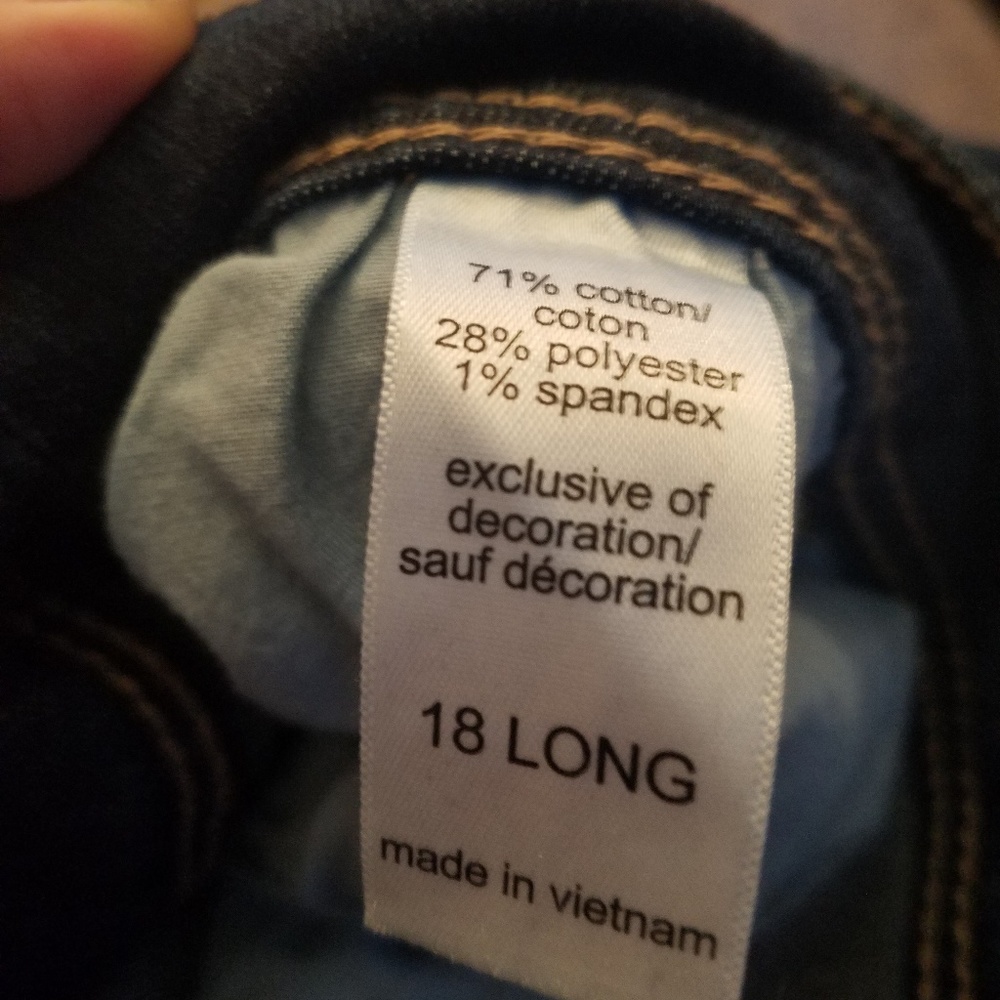 71% cotton/
coton
28% polyester
1% spandex
exclusive of
decoration/
sauf décoration
18 LONG
made in vietnam